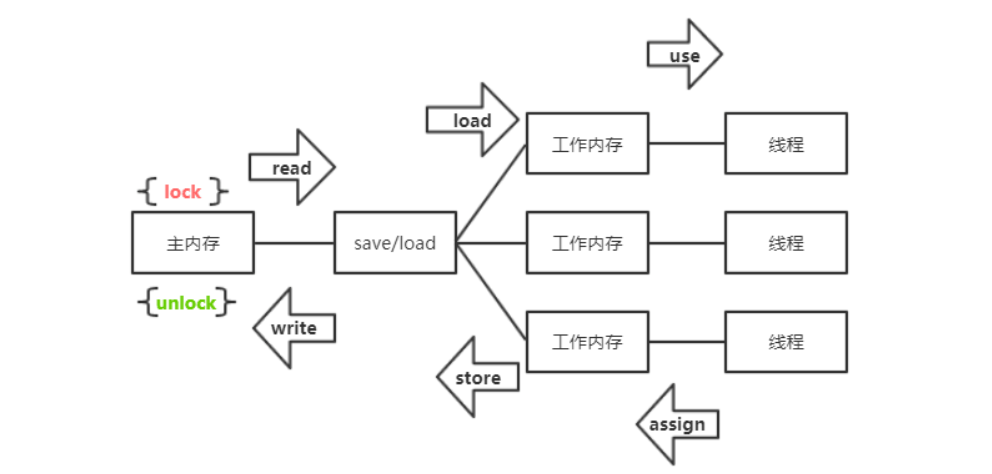 use
load
工作内存
线程
read
{ lock }
主内存
save/load
工作内存
线程
{unlock}
write
工作内存
线程
store
assign